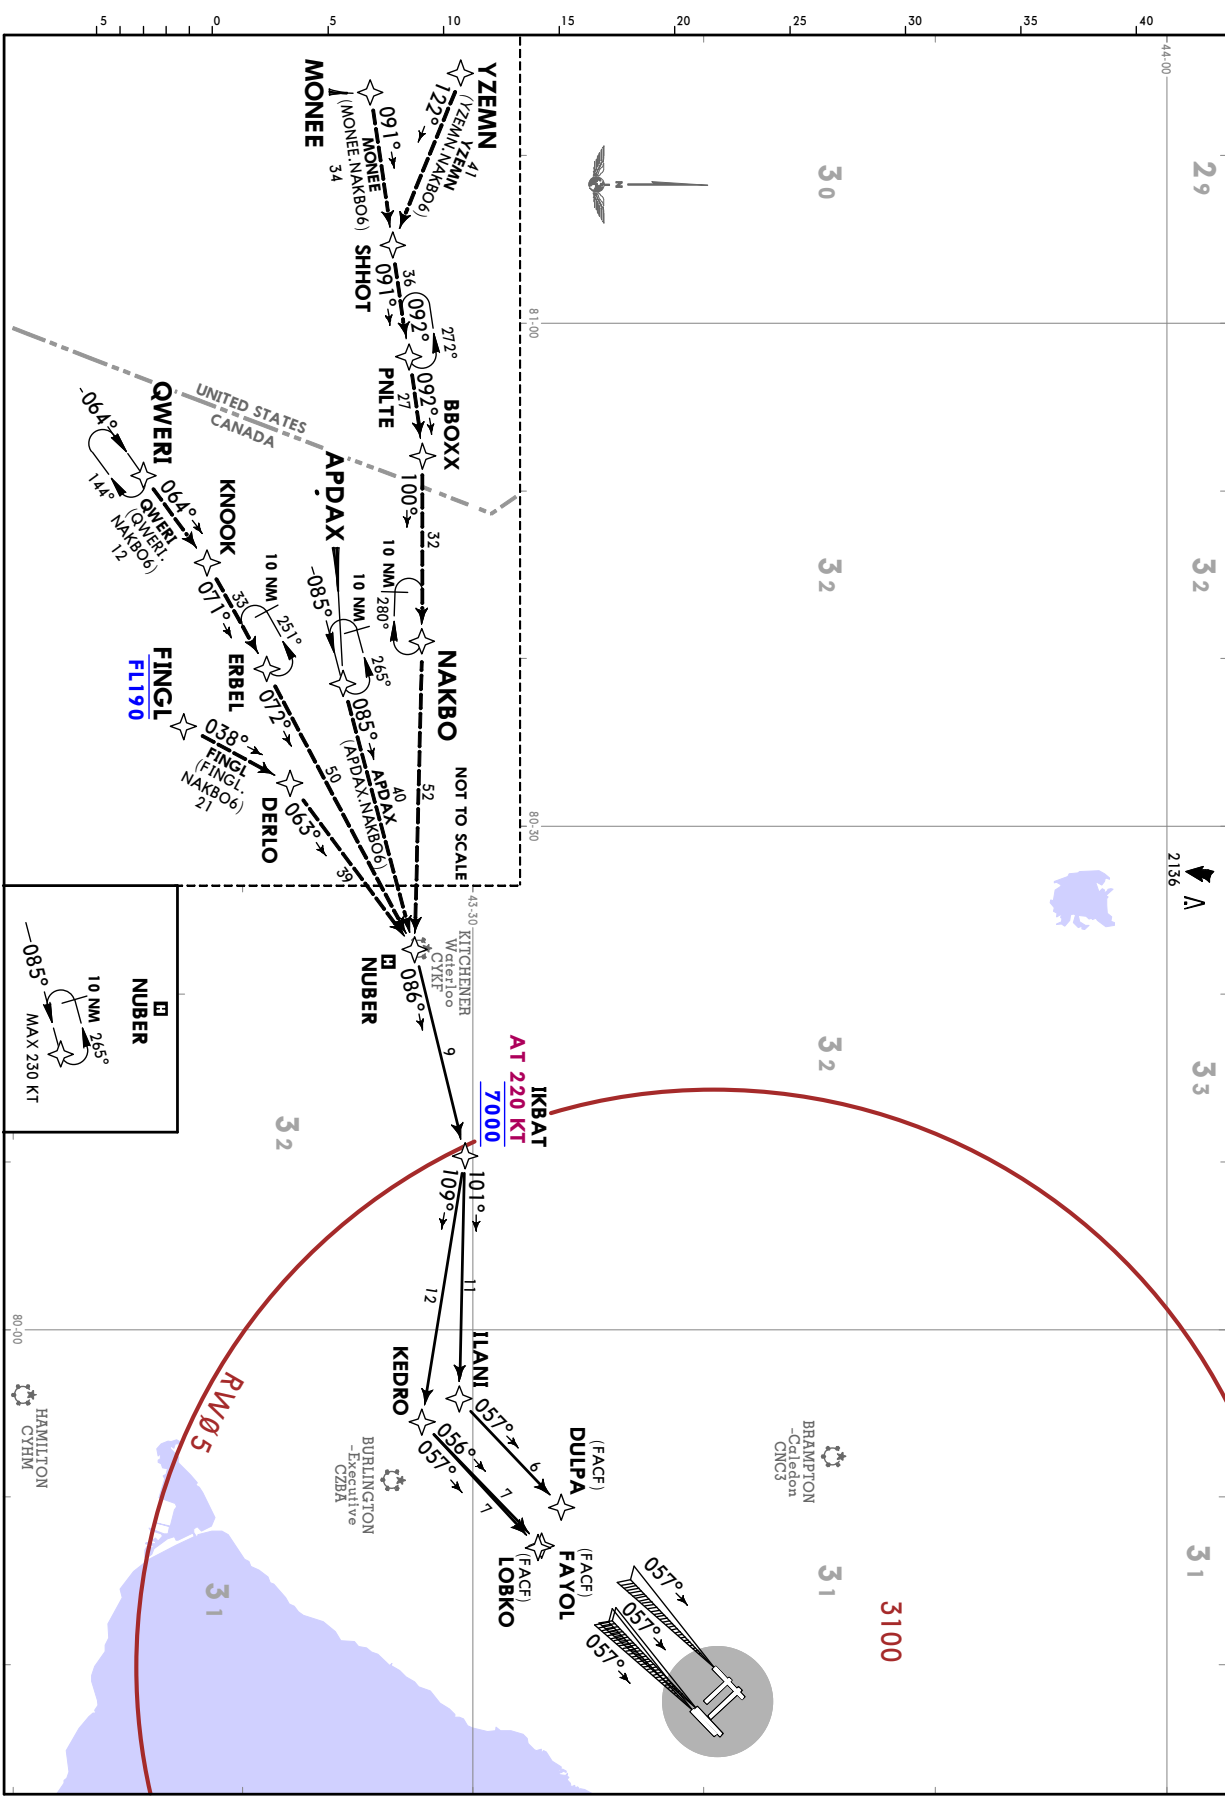 5
0
5
10
15
20
25
30
35
40
44-00
29
30
N
YZEMN
122°
41
YZEMN
(YZEMN.NAKBO6)
MONEE
091°
MONEE
(MONEE.NAKBO6)
34
SHHOT
091°
36
092°
272°
PNLTE
092°
27
BBOXX
100°
32
10 NM
280°
NAKBO
52
81-00
UNITED STATES
CANADA
QWERI
-064°
144°
064°
QWERI
(QWERI.
NAKBO6)
12
KNOOK
071°
33
10 NM
251°
ERBEL
072°
50
APDAX
-085°
10 NM
265°
085°
APDAX
(APDAX.NAKBO6)
40
FINGL
FL190
038°
FINGL
(FINGL.
NAKBO6)
21
DERLO
063°
39
NOT TO SCALE
80-30
32
32
2136
43-30
KITCHENER
Waterloo
CYKF
H
NUBER
086°
9
H
NUBER
-085°
10 NM
265°
MAX 230 KT
IKBAT
AT 220 KT
7000
101°
109°
11
12
32
33
32
ILANI
057°
6
(FACF)
DULPA
KEDRO
056°
057°
7
7
(FACF)
FAYOL
(FACF)
LOBKO
80-00
RWØ5
HAMILTON
CYHM
BURLINGTON
-Executive
CZBA
BRAMPTON
-Caledon
CNC3
31
31
31
3100
057°
057°
057°